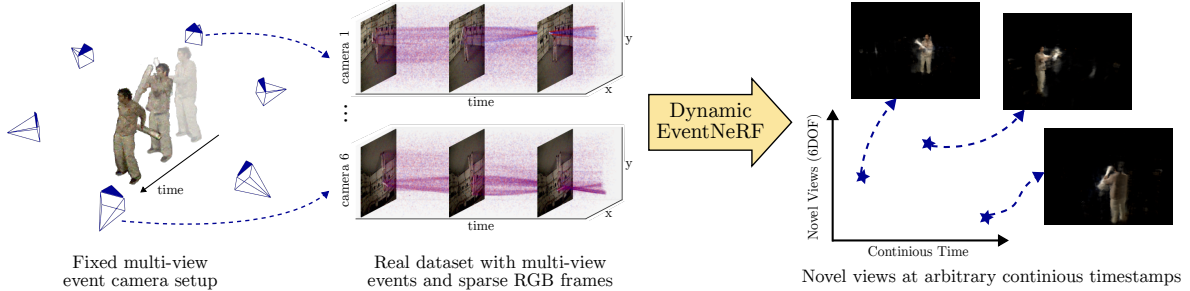 time
Fixed multi-view
event camera setup
camera 1
time
x
y
...
camera 6
time
x
y
Real dataset with multi-view
events and sparse RGB frames
Dynamic
EventNeRF
Novel Views (6DOF)
Continious Time
Novel views at arbitrary continious timestamps